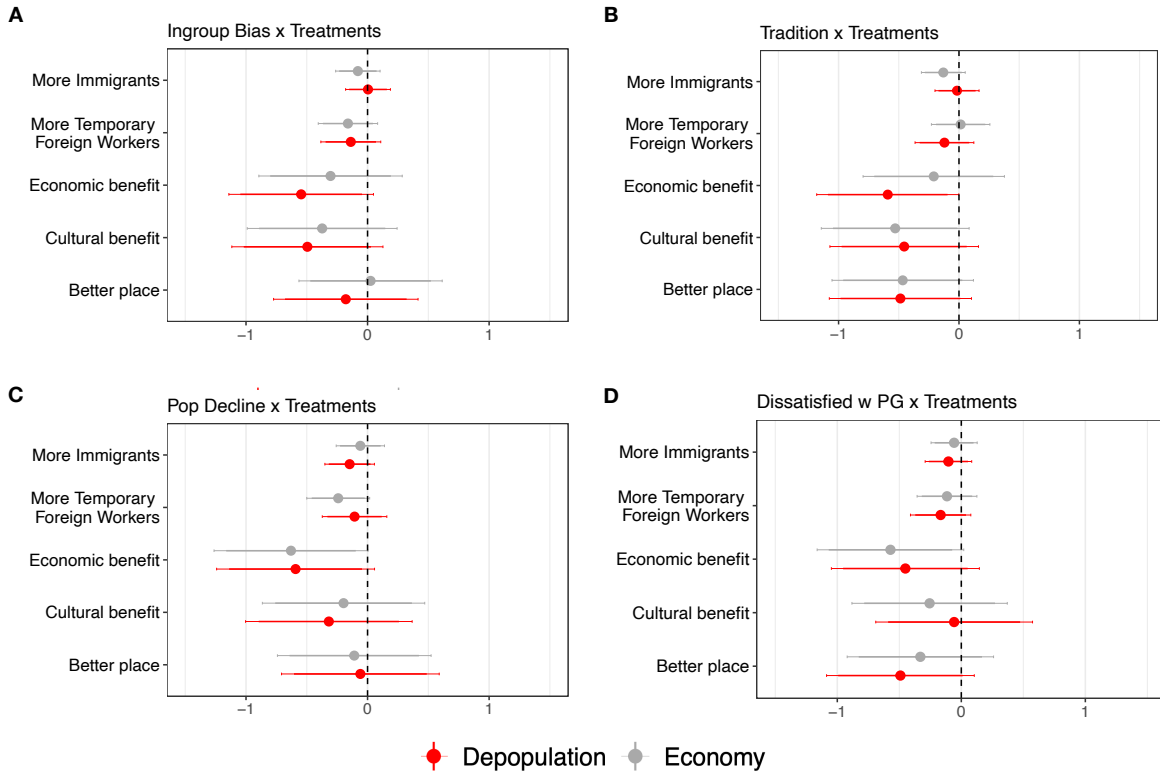 A
Ingroup Bias x Treatments
More Immigrants
More Temporary
Foreign Workers
Economic benefit
Cultural benefit
Better place
−1
0
1
B
Tradition x Treatments
More Immigrants
More Temporary
Foreign Workers
Economic benefit
Cultural benefit
Better place
−1
0
1
C
Pop Decline x Treatments
More Immigrants
More Temporary
Foreign Workers
Economic benefit
Cultural benefit
Better place
−1
0
1
D
Dissatisfied w PG x Treatments
More Immigrants
More Temporary
Foreign Workers
Economic benefit
Cultural benefit
Better place
−1
0
1
Depopulation
Economy